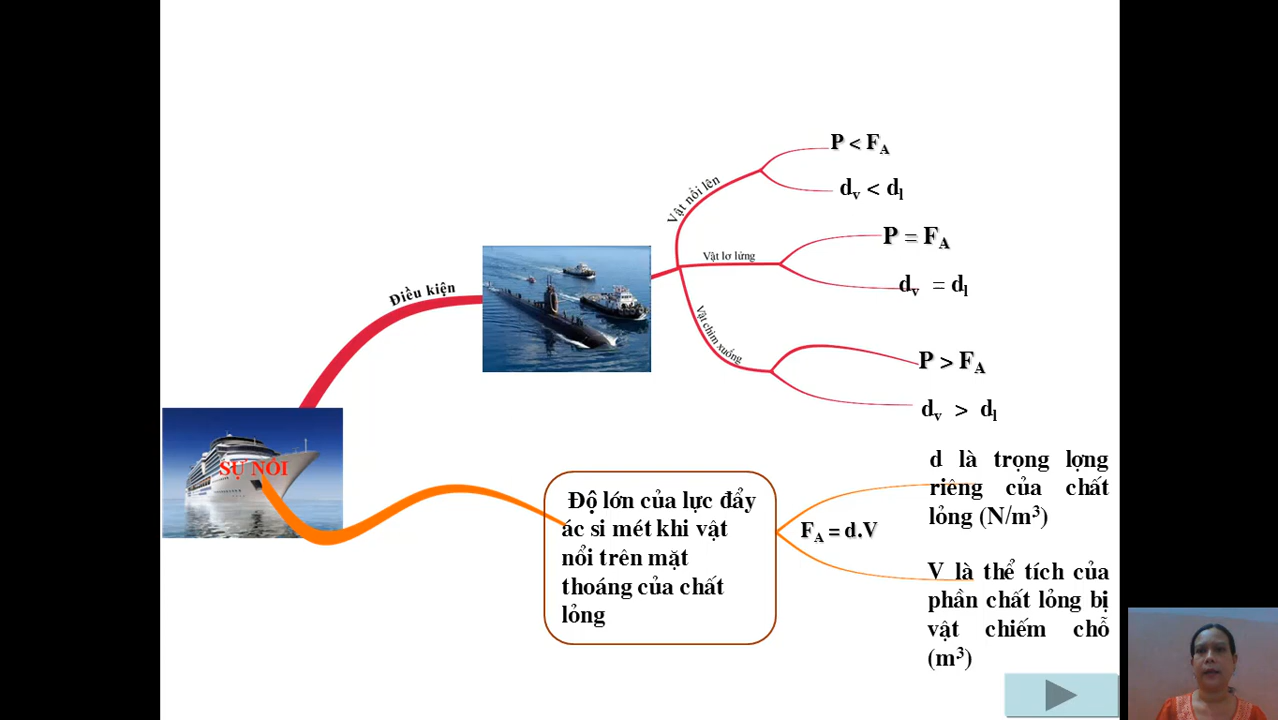 P < FA
dv < dl
Vật nổi lên
P = FA
Vật lơ lửng
dv = dl
Điều kiện
Vật chìm xuống
P > FA
dv > dl
SỰ NỔI
Độ lớn của lực đẩy
ác si mét khi vật
nổi trên mặt
thoáng của chất
lỏng
FA = d.V
d là trọng lợng
riêng của chất
lỏng (N/m³)
V là thể tích của
phần chất lỏng bị
vật chiếm chỗ
(m³)